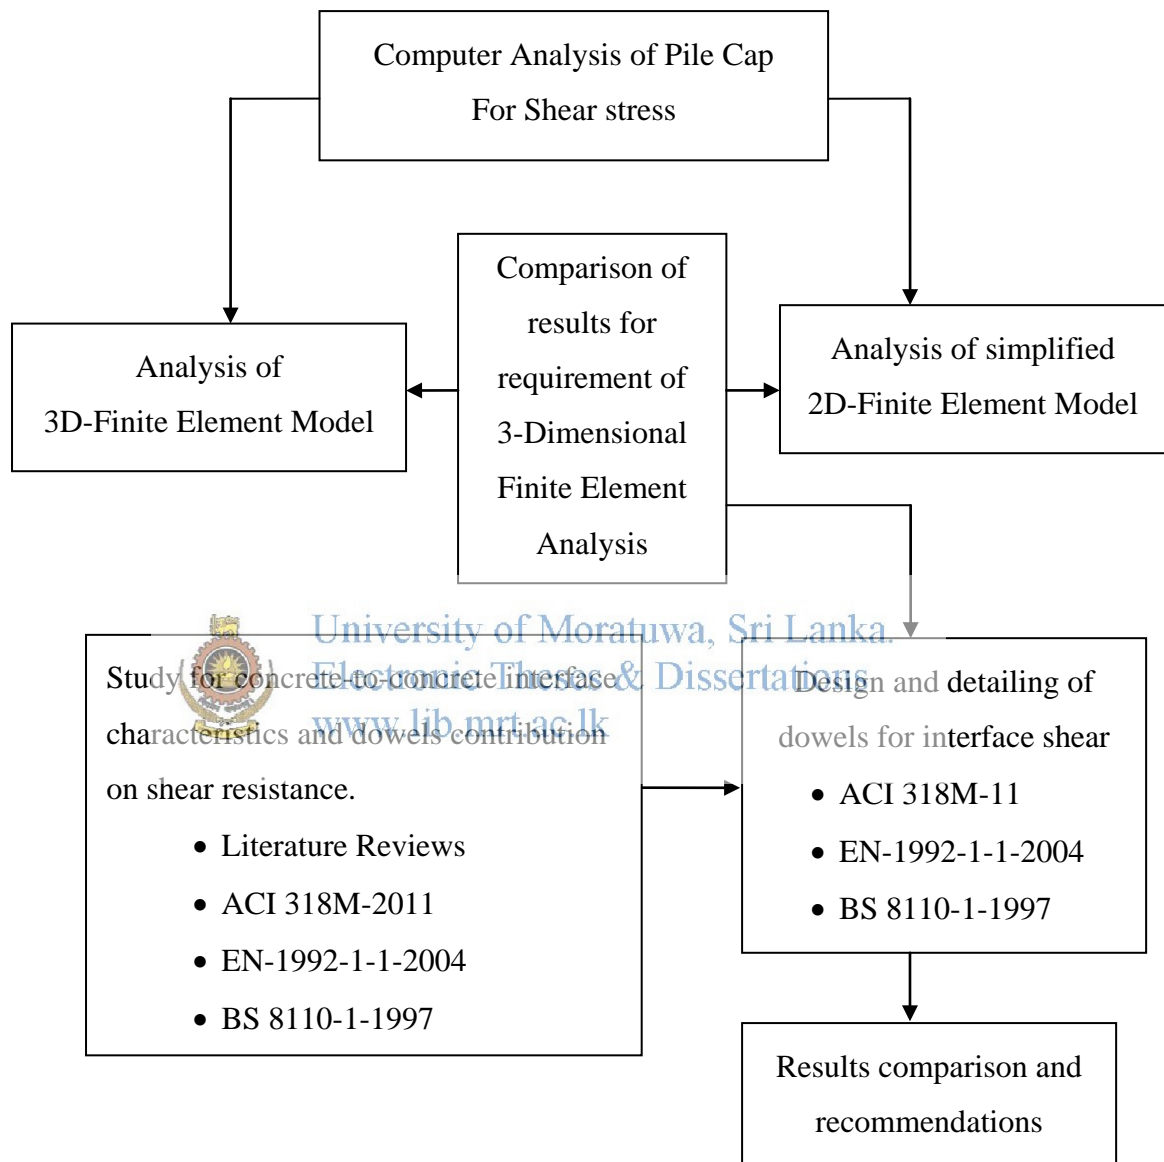 Computer Analysis of Pile Cap
For Shear stress
Comparison of
results for
requirement of
3-Dimensional
Finite Element
Analysis
Analysis of
3D-Finite Element Model
Analysis of simplified
2D-Finite Element Model
University of Moratuwa, Sri Lanka.
Electronic Theses & Dissertations
www.lib.mrt.ac.lk
Study for concrete-to-concrete interface
characteristics and dowels contribution
on shear resistance.
• Literature Reviews
• ACI 318M-2011
• EN-1992-1-1-2004
• BS 8110-1-1997
Design and detailing of
dowels for interface shear
• ACI 318M-11
• EN-1992-1-1-2004
• BS 8110-1-1997
Results comparison and
recommendations